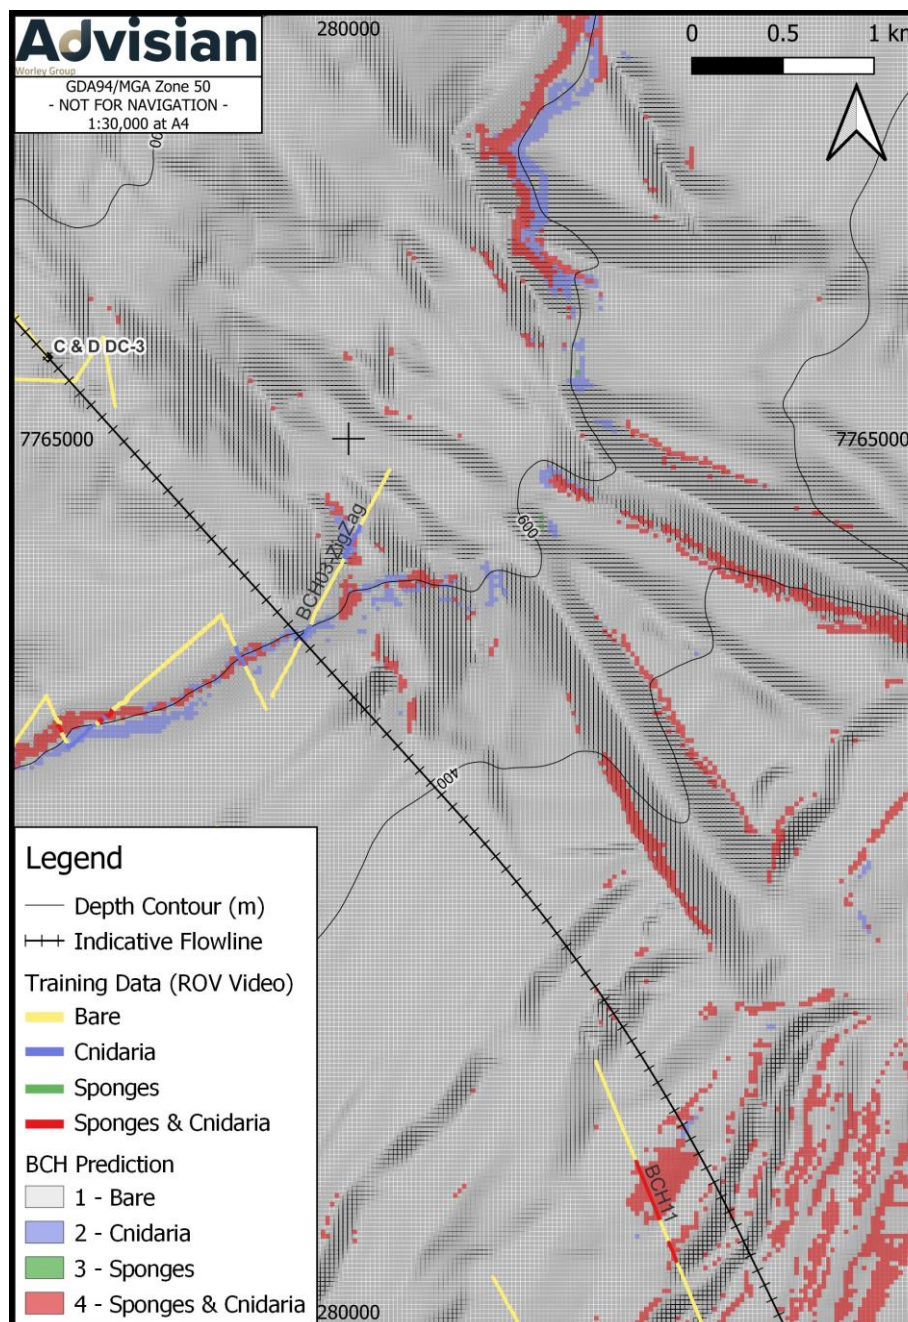 Advisian
Worley Group
GDA94/MGA Zone 50
- NOT FOR NAVIGATION -
1:30,000 at A4
280000
0 0.5 1 km
C & D DC-3
7765000
7765000
BCH03-ZigZag
-600
400
BCH11
280000
Legend
Depth Contour (m)
Indicative Flowline
Training Data (ROV Video)
Bare
Cnidaria
Sponges
Sponges & Cnidaria
BCH Prediction
1 - Bare
2 - Cnidaria
3 - Sponges
4 - Sponges & Cnidaria